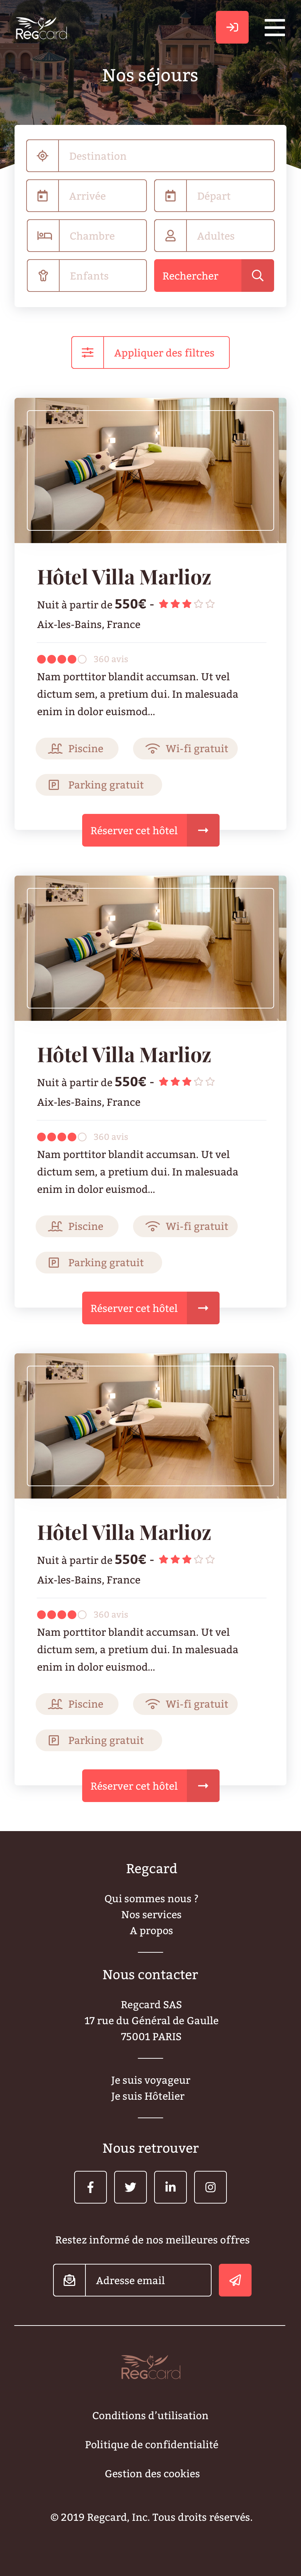 Regcard
Nos séjours
Destination
Arrivée
Départ
Chambre
Adultes
Enfants
Rechercher
Appliquer des filtres
Hôtel Villa Marlioz
Nuit à partir de 550€ -
Aix-les-Bains, France
360 avis
Nam porttitor blandit accumsan. Ut vel
dictum sem, a pretium dui. In malesuada
enim in dolor euismod...
Piscine
Wi-fi gratuit
Parking gratuit
Réserver cet hôtel
Hôtel Villa Marlioz
Nuit à partir de 550€ -
Aix-les-Bains, France
360 avis
Nam porttitor blandit accumsan. Ut vel
dictum sem, a pretium dui. In malesuada
enim in dolor euismod...
Piscine
Wi-fi gratuit
Parking gratuit
Réserver cet hôtel
Hôtel Villa Marlioz
Nuit à partir de 550€ -
Aix-les-Bains, France
360 avis
Nam porttitor blandit accumsan. Ut vel
dictum sem, a pretium dui. In malesuada
enim in dolor euismod...
Piscine
Wi-fi gratuit
Parking gratuit
Réserver cet hôtel
Regcard
Qui sommes nous ?
Nos services
A propos
Nous contacter
Regcard SAS
17 rue du Général de Gaulle
75001 PARIS
Je suis voyageur
Je suis Hôtelier
Nous retrouver
Restez informé de nos meilleures offres
Adresse email
Regcard
Conditions d'utilisation
Politique de confidentialité
Gestion des cookies
© 2019 Regcard, Inc. Tous droits réservés.